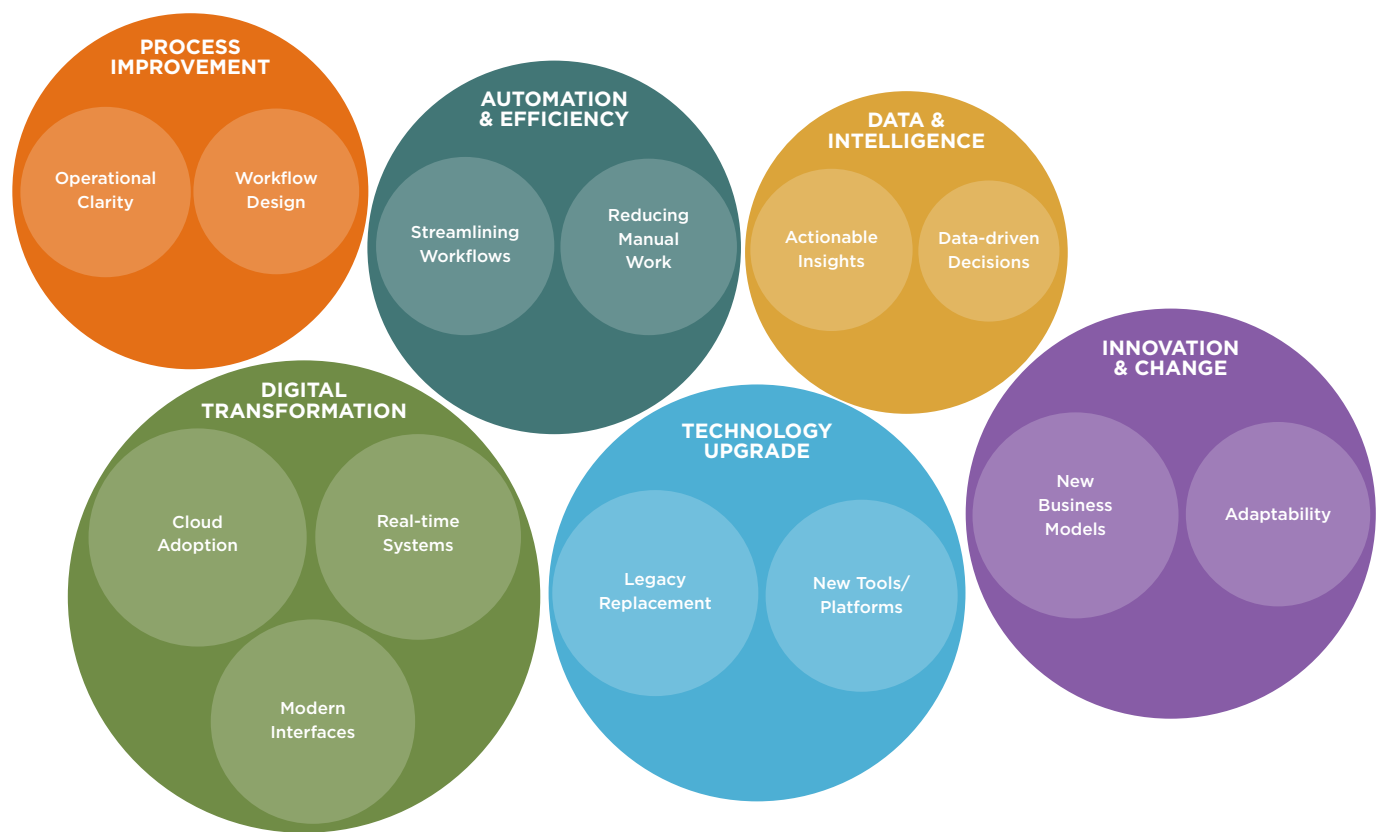 PROCESS
IMPROVEMENT
Operational
Clarity
Workflow
Design
AUTOMATION
& EFFICIENCY
Streamlining
Workflows
Reducing
Manual
Work
DATA &
INTELLIGENCE
Actionable
Insights
Data-driven
Decisions
DIGITAL
TRANSFORMATION
Cloud
Adoption
Real-time
Systems
Modern
Interfaces
TECHNOLOGY
UPGRADE
Legacy
Replacement
New Tools/
Platforms
INNOVATION
& CHANGE
New
Business
Models
Adaptability